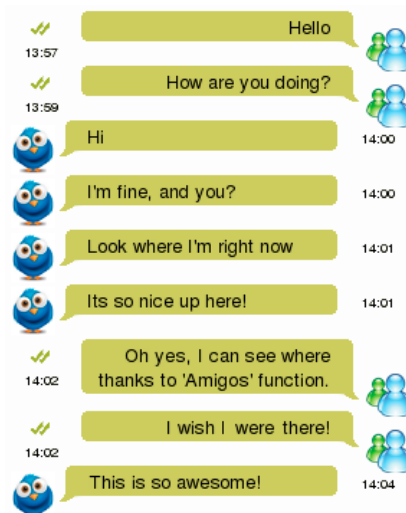 Hello
13:57
How are you doing?
13:59
Hi
14:00
I'm fine, and you?
14:00
Look where I'm right now
14:01
Its so nice up here!
14:01
Oh yes, I can see where
thanks to 'Amigos' function.
14:02
I wish I were there!
14:02
This is so awesome!
14:04